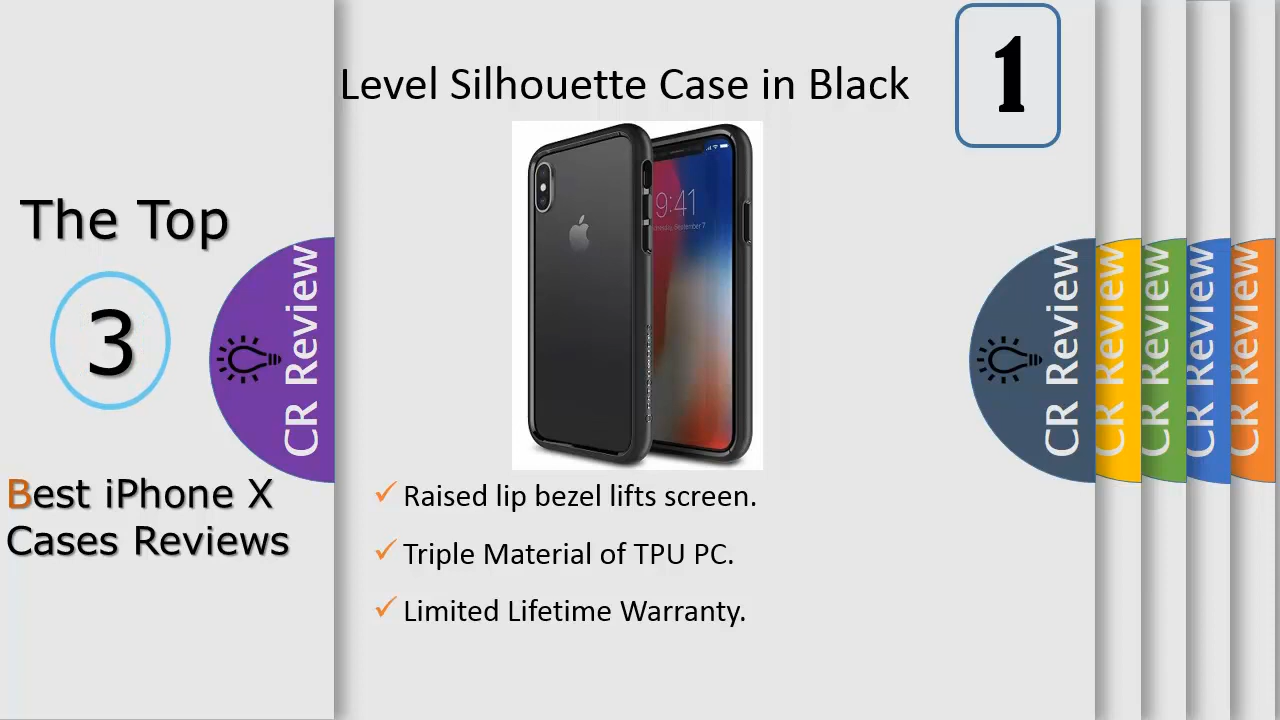 The Top
3
Best iPhone X
Cases Reviews
CR Review
Level Silhouette Case in Black
1
9:41
Raised lip bezel lifts screen.
Triple Material of TPU PC.
Limited Lifetime Warranty.
CR Review
CR Review
CR Review
CR Review
CR Review